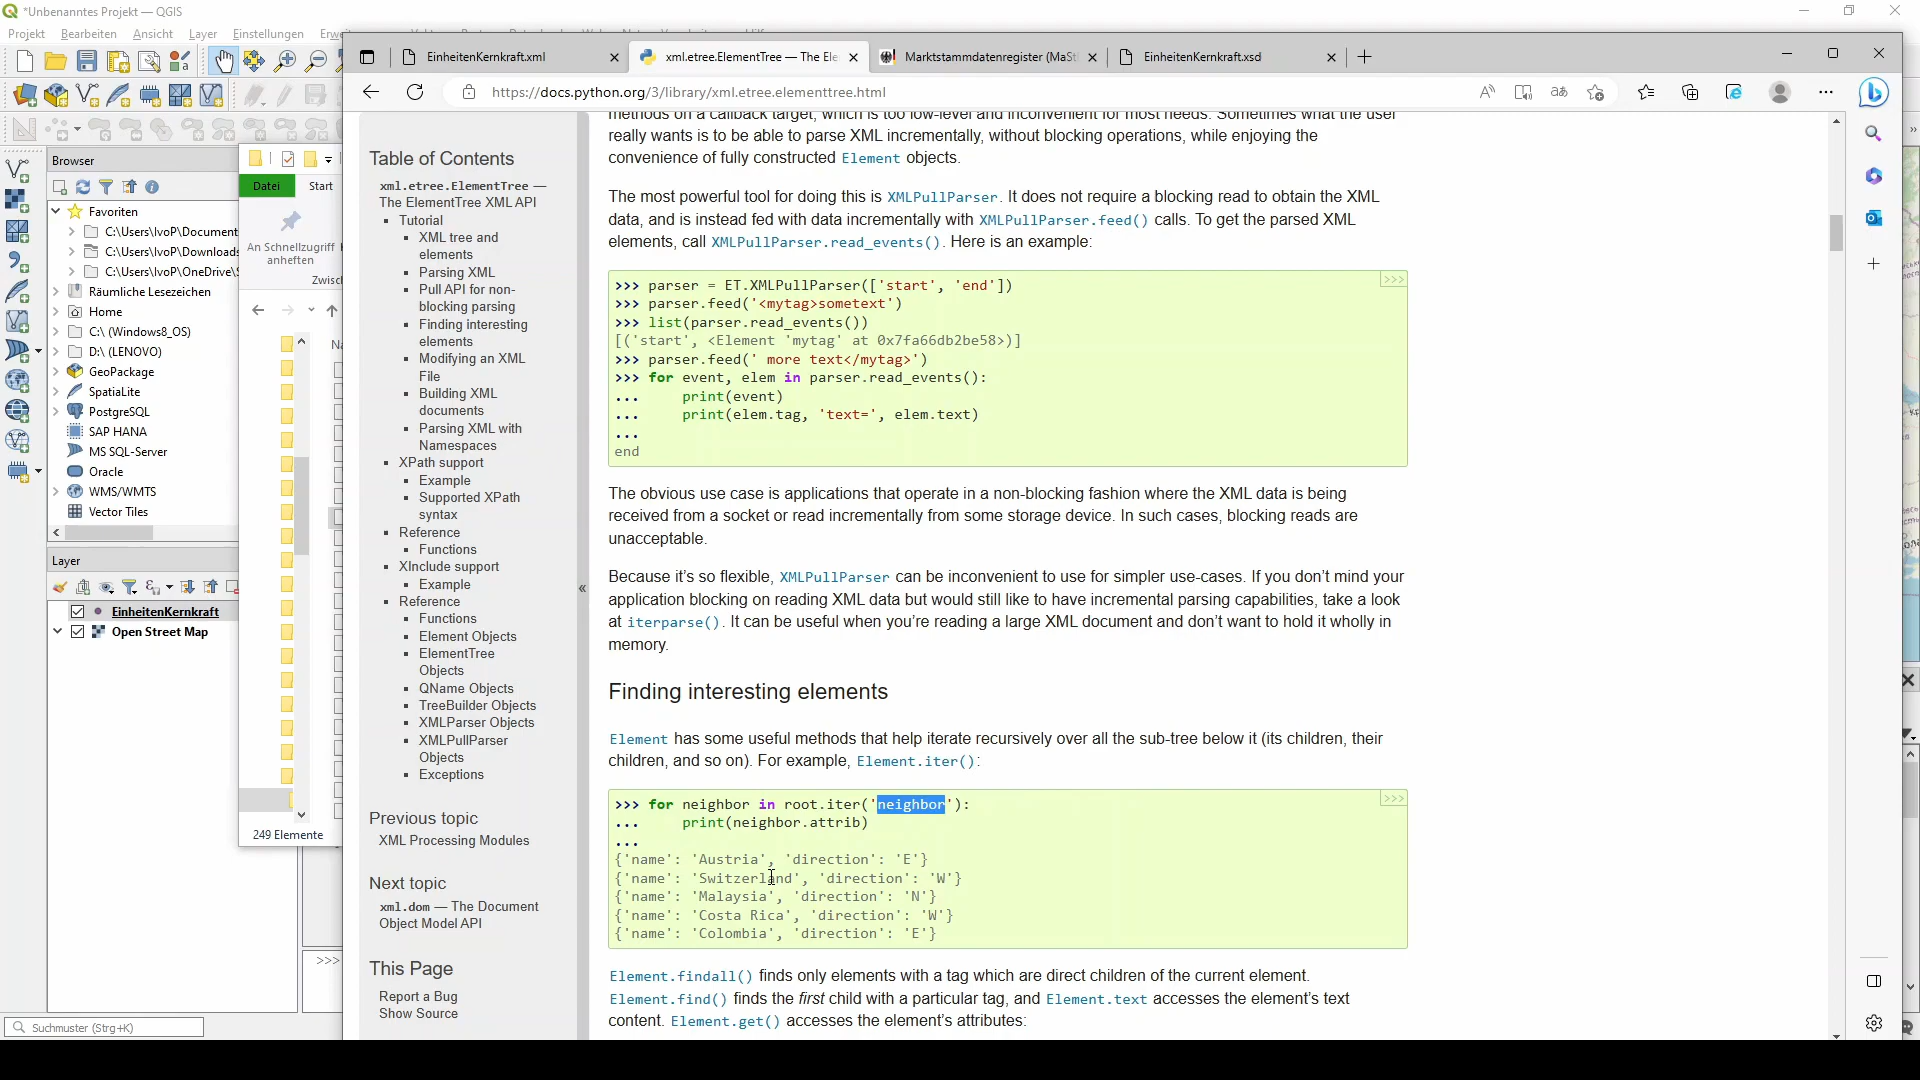 *Unbenanntes Projekt — QGIS
Projekt Bearbeiten Ansicht Layer Einstellungen
EinheitenKernkraft.xml
xml.etree.ElementTree — The Ele
Marktstammdatenregister (MaSt
EinheitenKernkraft.xsd
https://docs.python.org/3/library/xml.etree.elementtree.html
Browser
Favoriten
C:\Users\IvoP\Document
C:\Users\IvoP\Downloads
C:\Users\IvoP\OneDrive\S
Räumliche Lesezeichen
Home
C:\ (Windows8_OS)
D:\ (LENOVO)
GeoPackage
SpatiaLite
PostgreSQL
SAP HANA
MS SQL-Server
Oracle
WMS/WMTS
Vector Tiles
Layer
EinheitenKernkraft
Open Street Map
Suchmuster (Strg+K)
Datei Start
An Schnellzugriff
anheften
Zwisch
249 Elemente
>>>
Table of Contents
xml.etree.ElementTree —
The ElementTree XML API
Tutorial
XML tree and
elements
Parsing XML
Pull API for non-
blocking parsing
Finding interesting
elements
Modifying an XML
File
Building XML
documents
Parsing XML with
Namespaces
XPath support
Example
Supported XPath
syntax
Reference
Functions
XInclude support
Example
Reference
Functions
Element Objects
ElementTree
Objects
QName Objects
TreeBuilder Objects
XMLParser Objects
XMLPullParser
Objects
Exceptions
Previous topic
XML Processing Modules
Next topic
xml.dom — The Document
Object Model API
This Page
Report a Bug
Show Source
«
methods on a callback target, which is too low-level and inconvenient for most needs. Sometimes what the user
really wants is to be able to parse XML incrementally, without blocking operations, while enjoying the
convenience of fully constructed Element objects.
The most powerful tool for doing this is XMLPullParser. It does not require a blocking read to obtain the XML
data, and is instead fed with data incrementally with XMLPullParser.feed() calls. To get the parsed XML
elements, call XMLPullParser.read_events(). Here is an example:
>>>
>>> parser = ET.XMLPullParser(['start', 'end'])
>>> parser.feed('<mytag>sometext')
>>> list(parser.read_events())
[('start', <Element 'mytag' at 0x7fa66db2be58>)]
>>> parser.feed(' more text</mytag>')
>>> for event, elem in parser.read_events():
... print(event)
... print(elem.tag, 'text=', elem.text)
...
end
The obvious use case is applications that operate in a non-blocking fashion where the XML data is being
received from a socket or read incrementally from some storage device. In such cases, blocking reads are
unacceptable.
Because it's so flexible, XMLPullParser can be inconvenient to use for simpler use-cases. If you don't mind your
application blocking on reading XML data but would still like to have incremental parsing capabilities, take a look
at iterparse(). It can be useful when you're reading a large XML document and don't want to hold it wholly in
memory.
Finding interesting elements
Element has some useful methods that help iterate recursively over all the sub-tree below it (its children, their
children, and so on). For example, Element.iter():
>>>
>>> for neighbor in root.iter('neighbor'):
... print(neighbor.attrib)
...
{'name': 'Austria', 'direction': 'E'}
{'name': 'Switzerland', 'direction': 'W'}
{'name': 'Malaysia', 'direction': 'N'}
{'name': 'Costa Rica', 'direction': 'W'}
{'name': 'Colombia', 'direction': 'E'}
Element.findall() finds only elements with a tag which are direct children of the current element.
Element.find() finds the first child with a particular tag, and Element.text accesses the element's text
content. Element.get() accesses the element's attributes: